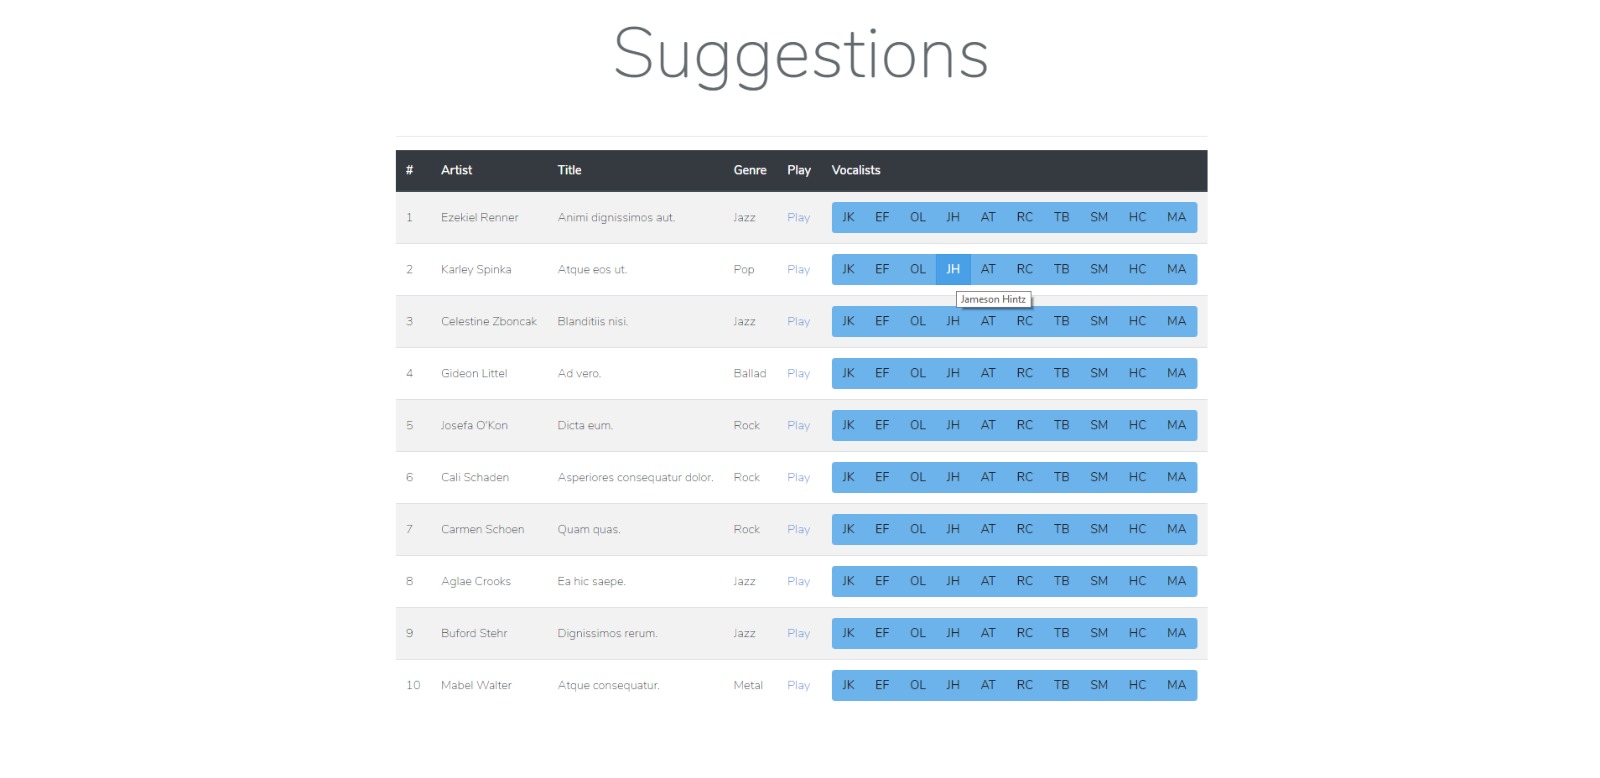 Suggestions
# Artist Title Genre Play Vocalists
1 Ezekiel Renner Animi dignissimos aut. Jazz Play JK EF OL JH AT RC TB SM HC MA
2 Karley Spinka Atque eos ut. Pop Play JK EF OL JH AT RC TB SM HC MA
Jameson Hintz
3 Celestine Zboncak Blanditiis nisi. Jazz Play JK EF OL JH AT RC TB SM HC MA
4 Gideon Littel Ad vero. Ballad Play JK EF OL JH AT RC TB SM HC MA
5 Josefa O'Kon Dicta eum. Rock Play JK EF OL JH AT RC TB SM HC MA
6 Cali Schaden Asperiores consequatur dolor. Rock Play JK EF OL JH AT RC TB SM HC MA
7 Carmen Schoen Quam quas. Rock Play JK EF OL JH AT RC TB SM HC MA
8 Aglae Crooks Ea hic saepe. Jazz Play JK EF OL JH AT RC TB SM HC MA
9 Buford Stehr Dignissimos rerum. Jazz Play JK EF OL JH AT RC TB SM HC MA
10 Mabel Walter Atque consequatur. Metal Play JK EF OL JH AT RC TB SM HC MA